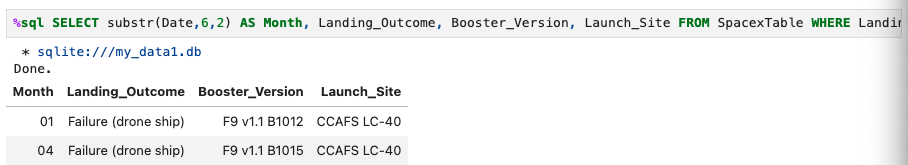 %sql SELECT substr(Date,6,2) AS Month, Landing_Outcome, Booster_Version, Launch_Site FROM SpacexTable WHERE
* sqlite:///my_data1.db
Done.
Month Landing_Outcome Booster_Version Launch_Site
01 Failure (drone ship) F9 v1.1 B1012 CCAFS LC-40
04 Failure (drone ship) F9 v1.1 B1015 CCAFS LC-40